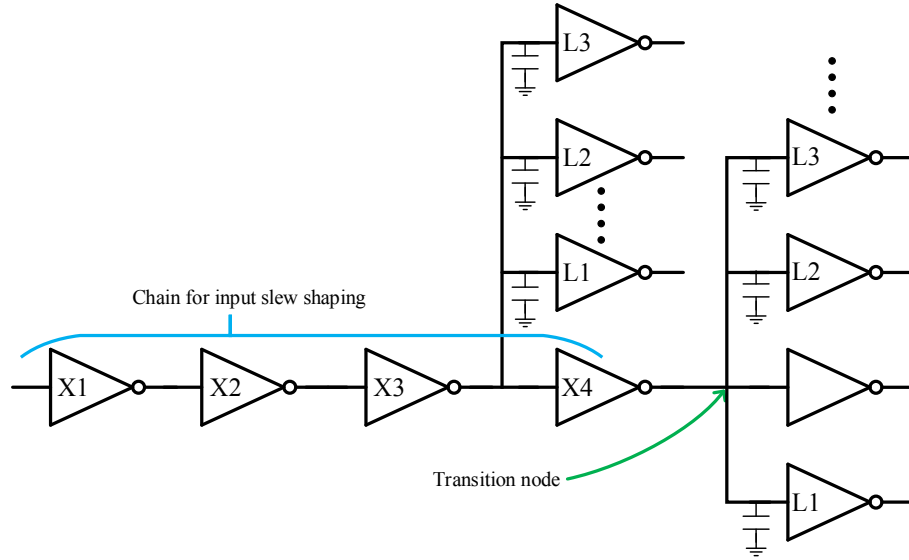 L3
L2
L3
L1
L2
Chain for input slew shaping
X1
X2
X3
X4
Transition node
L1